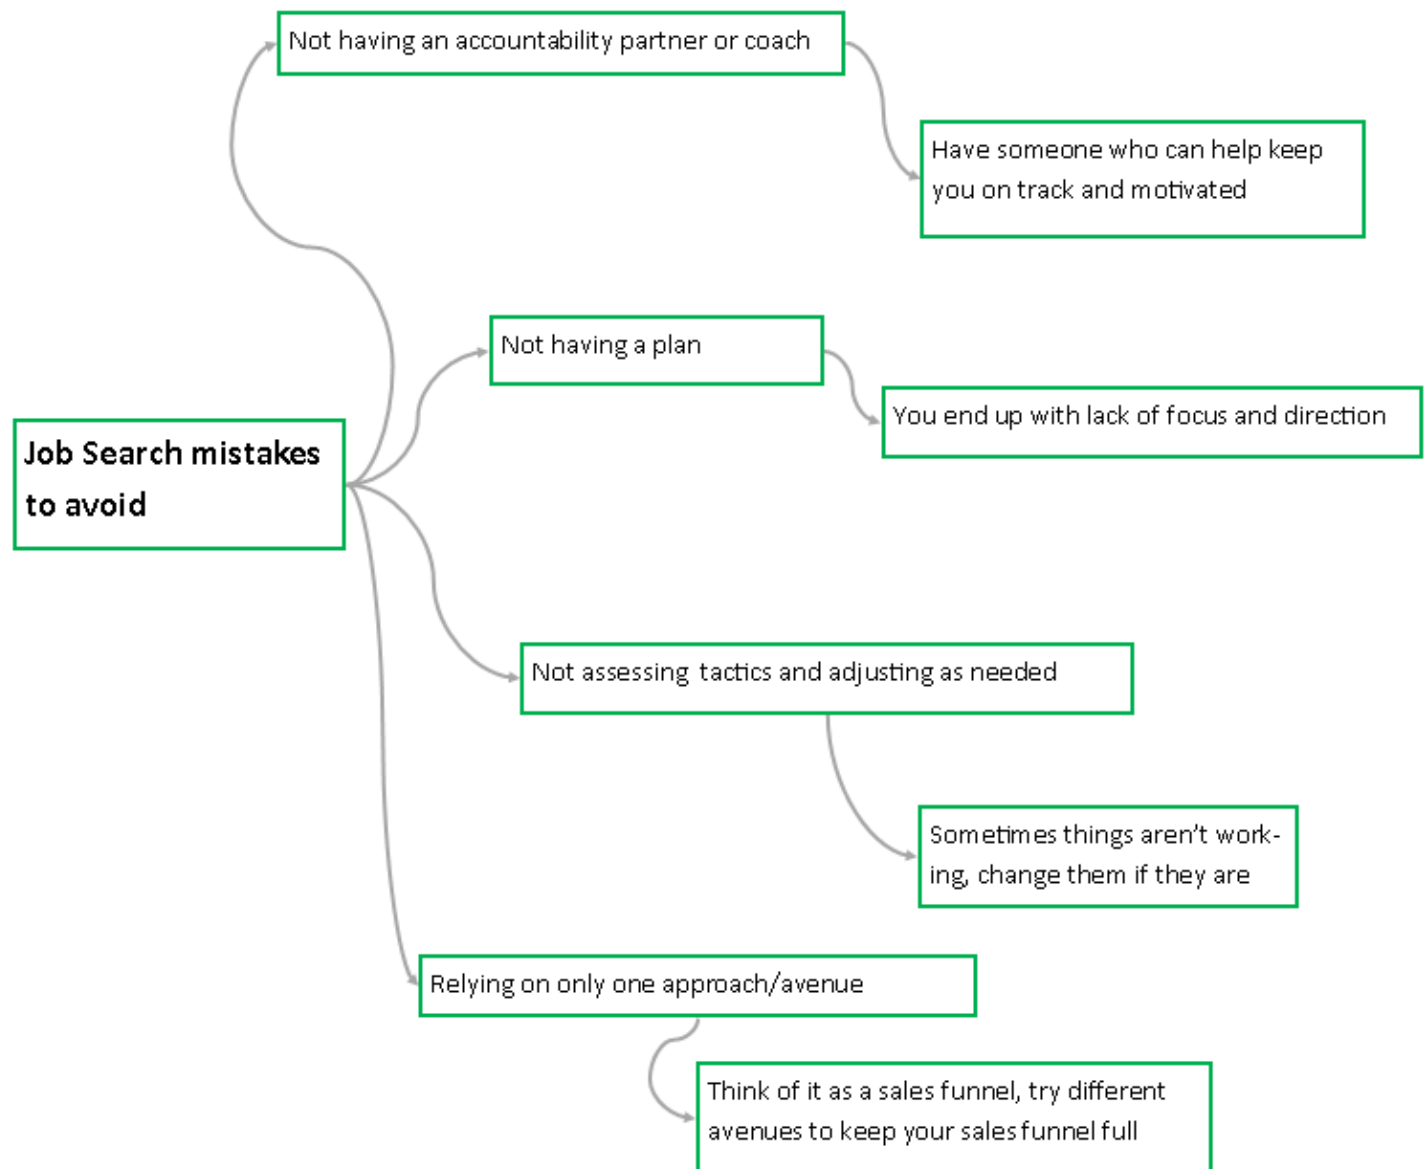 Not having an accountability partner or coach
Have someone who can help keep
you on track and motivated
Not having a plan
You end up with lack of focus and direction
Job Search mistakes
to avoid
Not assessing tactics and adjusting as needed
Sometimes things aren’t work-
ing, change them if they are
Relying on only one approach/avenue
Think of it as a sales funnel, try different
avenues to keep your sales funnel full